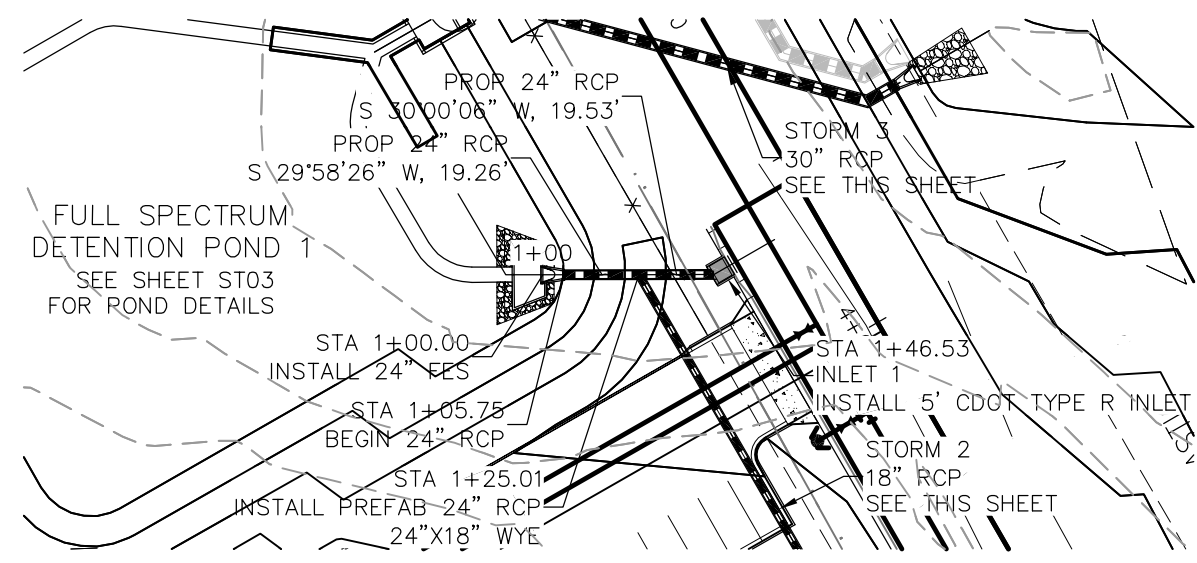 PROP 24" RCP
S 30°00'06" W, 19.53'
PROP 24" RCP
S 29°58'26" W, 19.26'
STORM 3
30" RCP
SEE THIS SHEET
FULL SPECTRUM
DETENTION POND 1
SEE SHEET ST03
FOR POND DETAILS
1+00
4+
STA 1+00.00
INSTALL 24" FES
STA 1+46.53
INLET 1
INSTALL 5' CDOT TYPE R INLET
STA 1+05.75
BEGIN 24" RCP
STORM 2
18" RCP
SEE THIS SHEET
STA 1+25.01
INSTALL PREFAB 24" RCP
24"X18" WYE